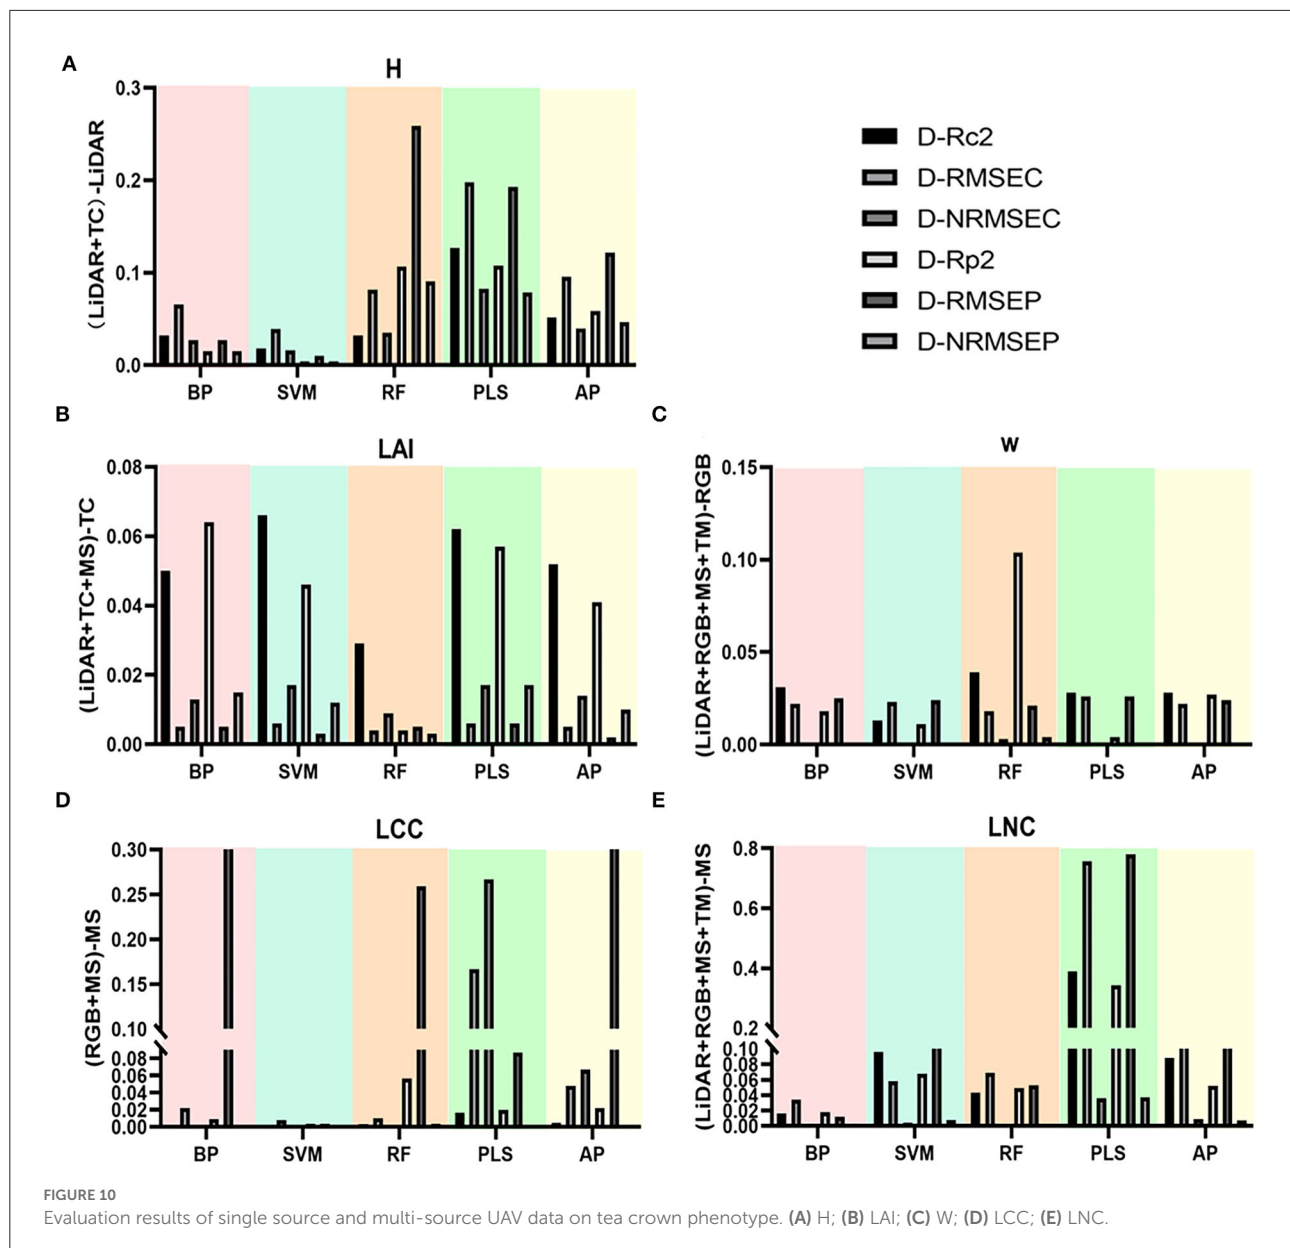 A
H
(LiDAR+TC)-LiDAR
0.3
0.2
0.1
0.0
BP SVM RF PLS AP
D-Rc2
D-RMSEC
D-NRMSEC
D-Rp2
D-RMSEP
D-NRMSEP
B
LAI
(LiDAR+TC+MS)-TC
0.08
0.06
0.04
0.02
0.00
BP SVM RF PLS AP
C
W
(LiDAR+RGB+MS+TM)-RGB
0.15
0.10
0.05
0.00
BP SVM RF PLS AP
D
LCC
(RGB+MS)-MS
0.30
0.25
0.20
0.15
0.10
0.08
0.06
0.04
0.02
0.00
BP SVM RF PLS AP
E
LNC
(LiDAR+RGB+MS+TM)-MS
0.8
0.6
0.4
0.2
0.10
0.08
0.06
0.04
0.02
0.00
BP SVM RF PLS AP
FIGURE 10
Evaluation results of single source and multi-source UAV data on tea crown phenotype. (A) H; (B) LAI; (C) W; (D) LCC; (E) LNC.